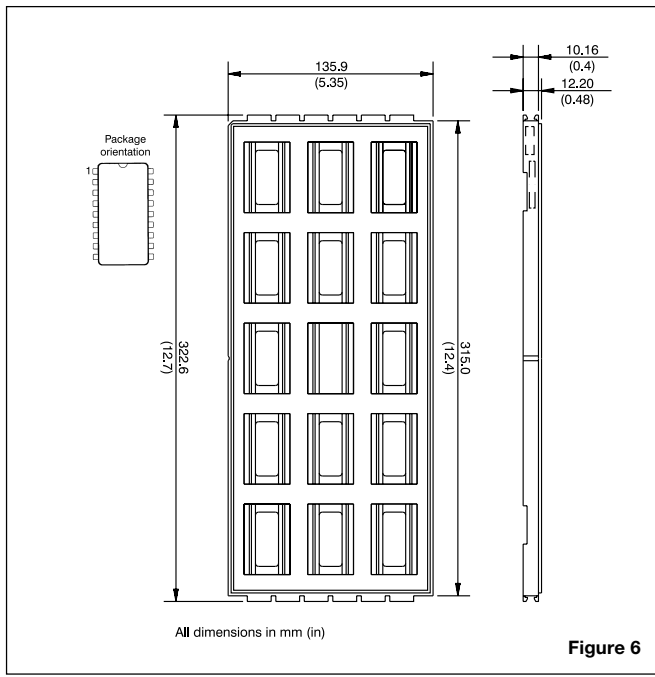 135.9
(5.35)
10.16
(0.4)
12.20
(0.48)
Package
orientation
1
322.6
(12.7)
315.0
(12.4)
All dimensions in mm (in)
Figure 6